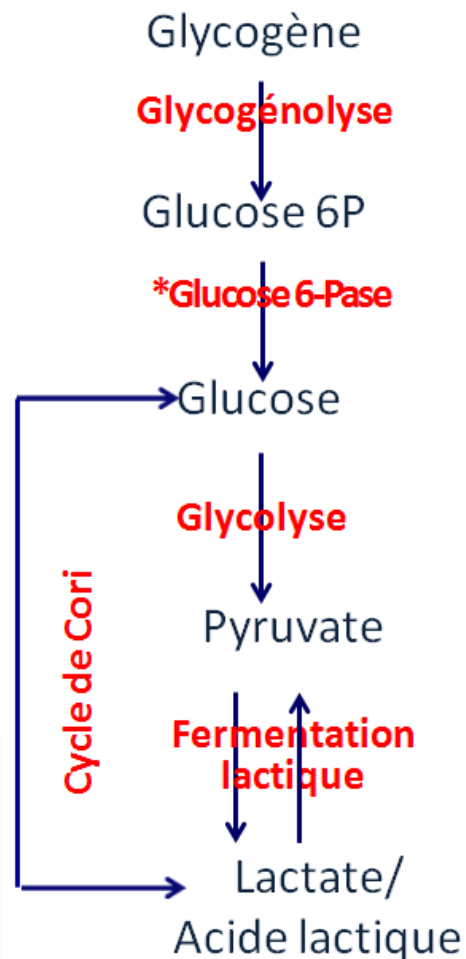 Glycogène
Glycogénolyse
Glucose 6P
*Glucose 6-Pase
Glucose
Glycolyse
Pyruvate
Cycle de Cori
Fermentation
lactique
Lactate/
Acide lactique